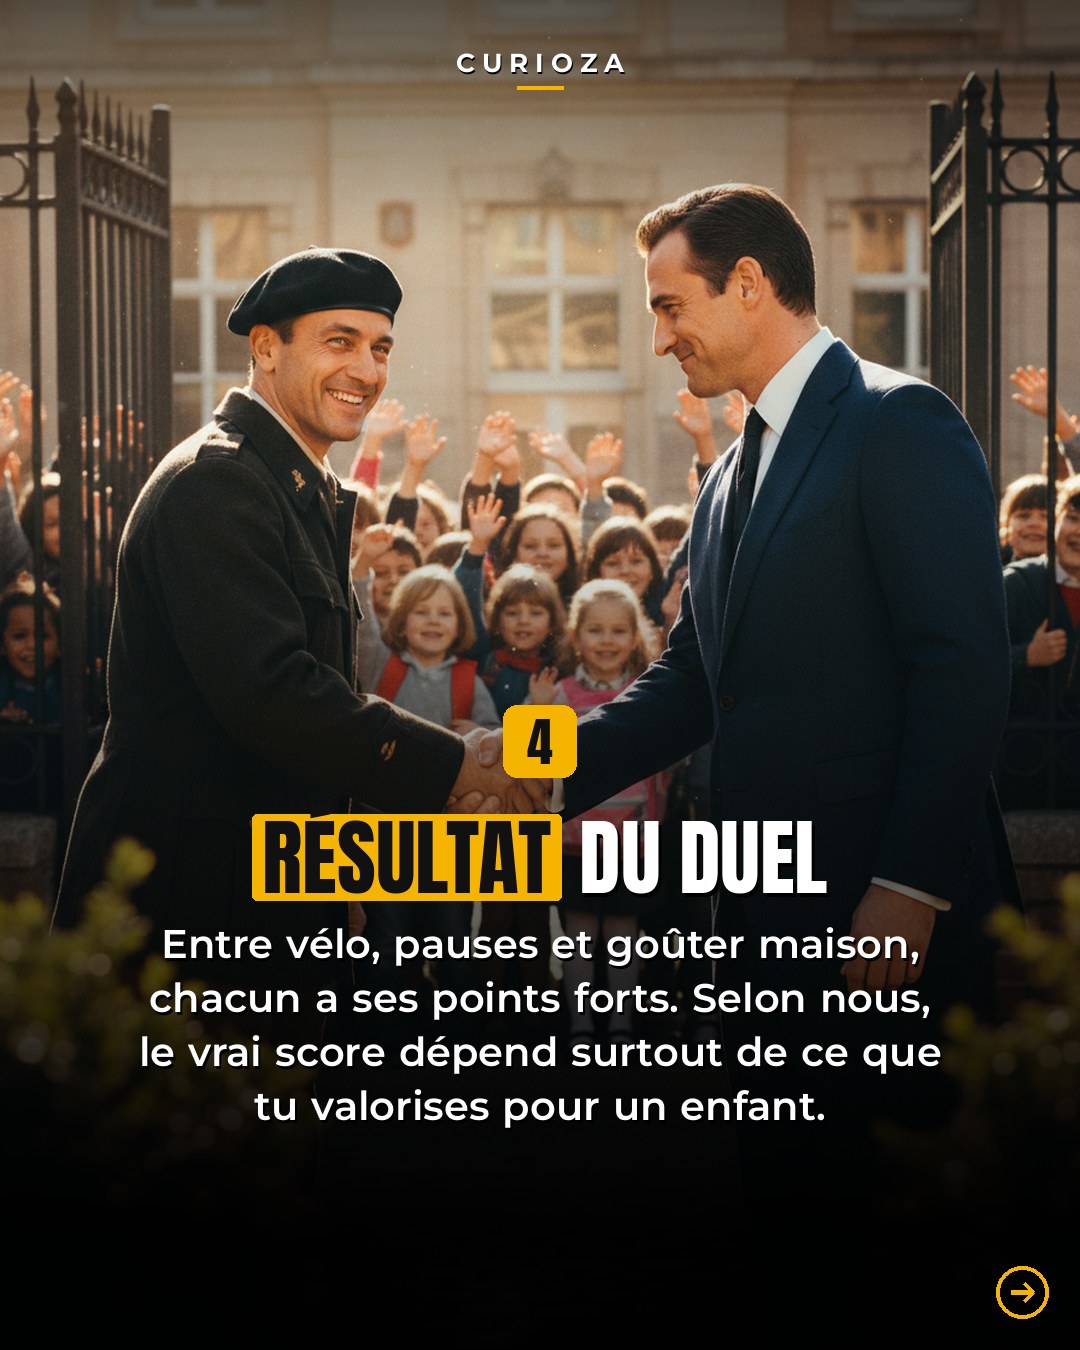 CURIOZA
4
RÉSULTAT DU DUEL
Entre vélo, pauses et goûter maison,
chacun a ses points forts. Selon nous,
le vrai score dépend surtout de ce que
tu valorises pour un enfant.